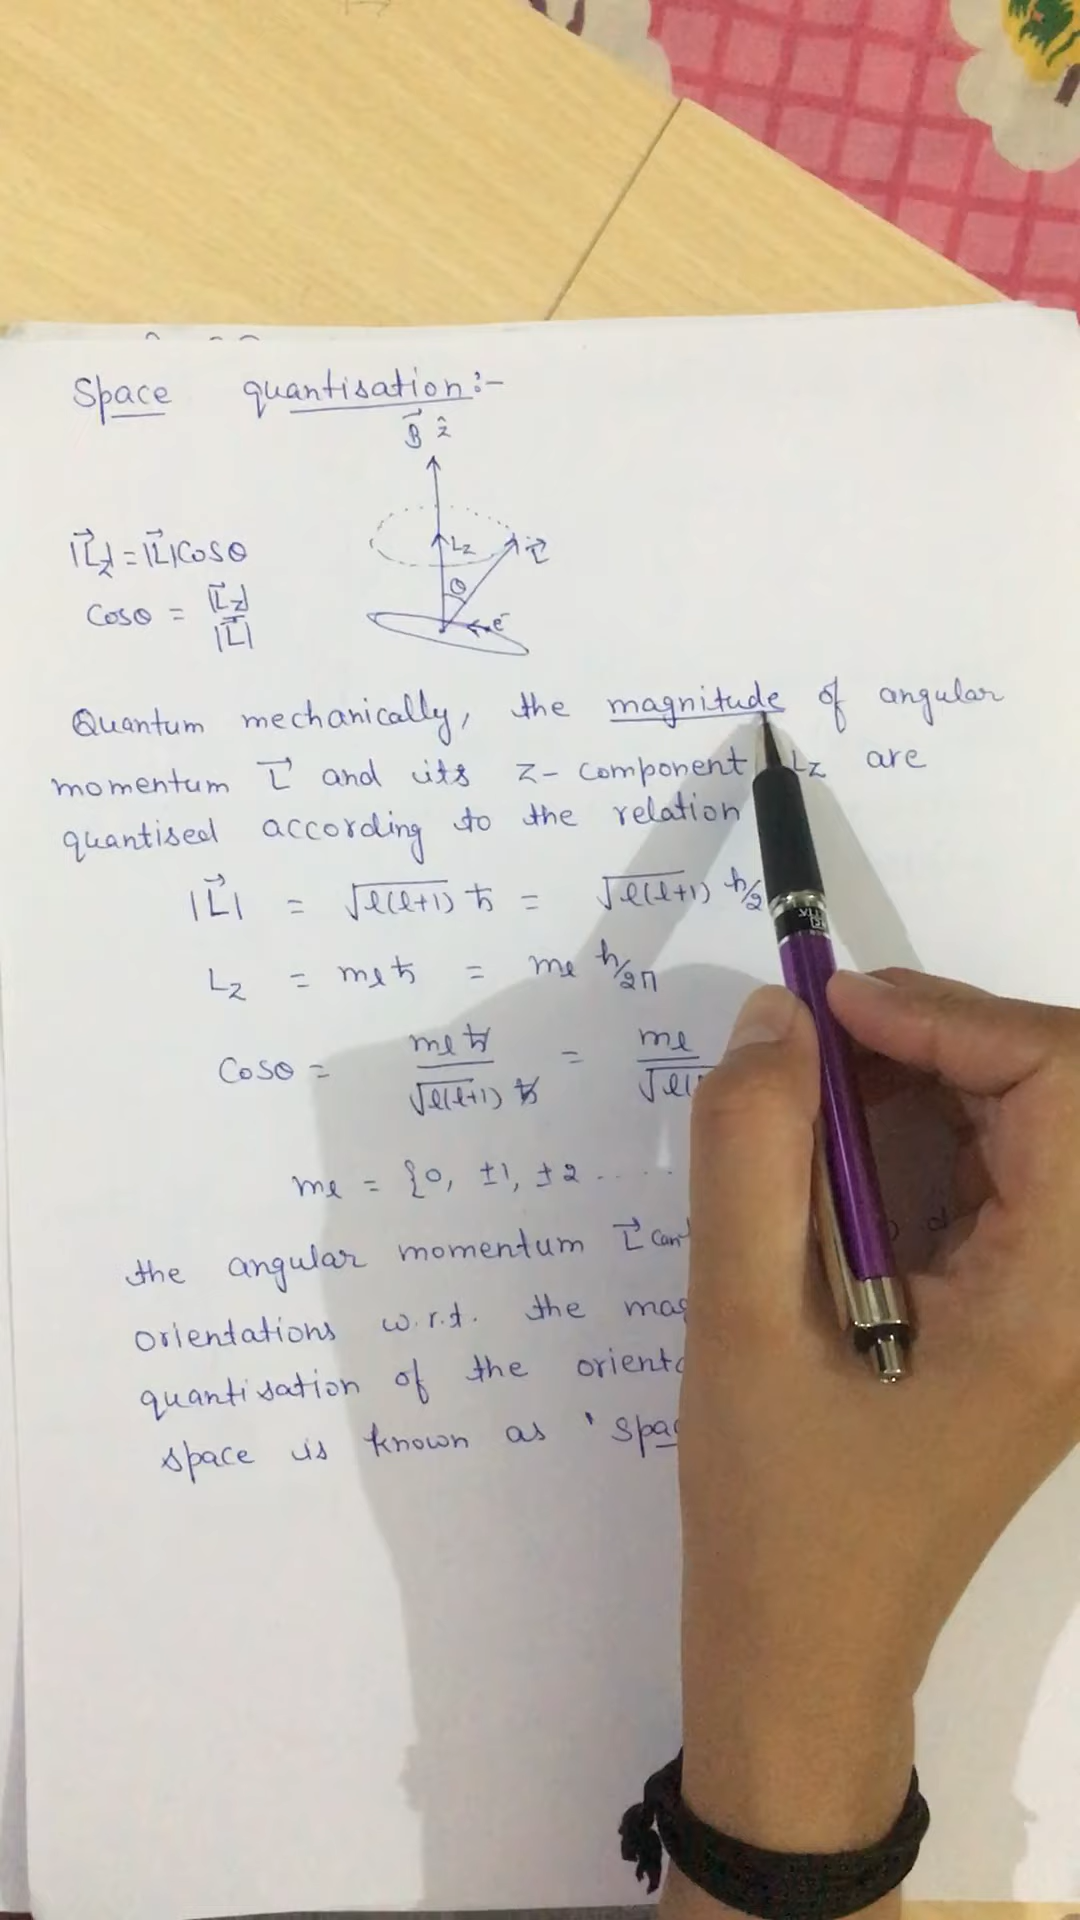 Space quantisation:-
B⃗ ẑ
|L⃗z| = |L⃗|cosθ
Lz
L⃗
θ
e⁻
Cosθ = |L⃗z| / |L⃗|
Quantum mechanically, the magnitude of angular
momentum L⃗ and its z- component Lz are
quantised according to the relation
|L⃗| = √l(l+1) ħ = √l(l+1) h/2
Lz = ml ħ = ml h/2π
Cosθ = ml ħ / √l(l+1) ħ = ml / √l(
ml = {0, ±1, ±2 .....
the angular momentum L⃗ can
orientations w.r.t. the
quantisation of the
space is known as '